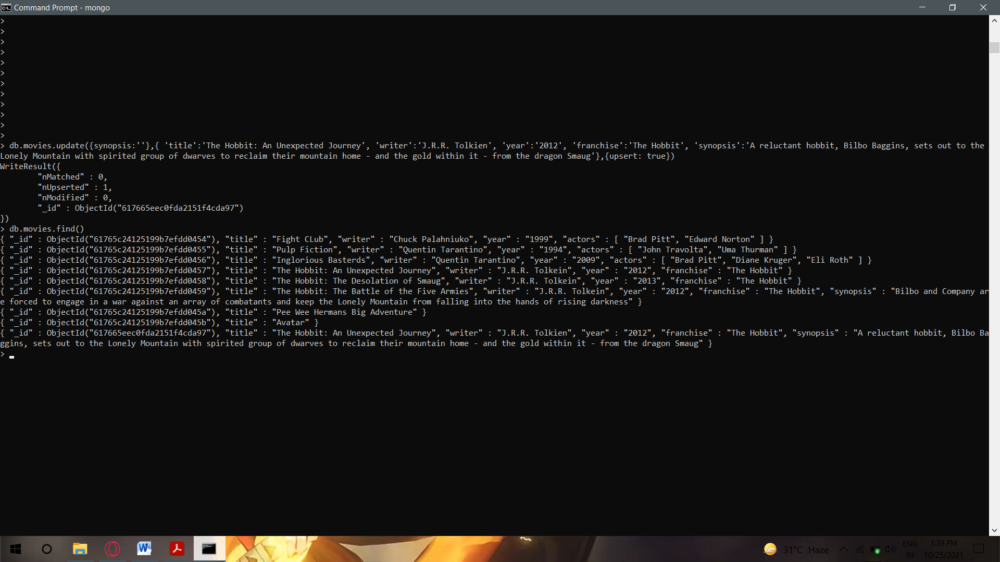 Command Prompt - mongo
>
>
>
>
>
>
>
>
>
>
>
>
> db.movies.update({synopsis:''},{ 'title':'The Hobbit: An Unexpected Journey', 'writer':'J.R.R. Tolkien', 'year':'2012', 'franchise':'The Hobbit', 'synopsis':'A reluctant hobbit, Bilbo Baggins, sets out to the
Lonely Mountain with spirited group of dwarves to reclaim their mountain home - and the gold within it - from the dragon Smaug'},{upsert: true})
WriteResult({
"nMatched" : 0,
"nUpserted" : 1,
"nModified" : 0,
"_id" : ObjectId("617665eec0fda2151f4cda97")
})
> db.movies.find()
{ "_id" : ObjectId("61765c24125199b7efdd0454"), "title" : "Fight CLub", "writer" : "Chuck Palahniuko", "year" : "1999", "actors" : [ "Brad Pitt", "Edward Norton" ] }
{ "_id" : ObjectId("61765c24125199b7efdd0455"), "title" : "Pulp Fiction", "writer" : "Quentin Tarantino", "year" : "1994", "actors" : [ "John Travolta", "Uma Thurman" ] }
{ "_id" : ObjectId("61765c24125199b7efdd0456"), "title" : "Inglorious Basterds", "writer" : "Quentin Tarantino", "year" : "2009", "actors" : [ "Brad Pitt", "Diane Kruger", "Eli Roth" ] }
{ "_id" : ObjectId("61765c24125199b7efdd0457"), "title" : "The Hobbit: An Unexpected Journey", "writer" : "J.R.R. Tolkein", "year" : "2012", "franchise" : "The Hobbit" }
{ "_id" : ObjectId("61765c24125199b7efdd0458"), "title" : "The Hobbit: The Desolation of Smaug", "writer" : "J.R.R. Tolkein", "year" : "2013", "franchise" : "The Hobbit" }
{ "_id" : ObjectId("61765c24125199b7efdd0459"), "title" : "The Hobbit: The Battle of the Five Armies", "writer" : "J.R.R. Tolkein", "year" : "2012", "franchise" : "The Hobbit", "synopsis" : "Bilbo and Company ar
e forced to engage in a war against an array of combatants and keep the Lonely Mountain from falling into the hands of rising darkness" }
{ "_id" : ObjectId("61765c24125199b7efdd045a"), "title" : "Pee Wee Hermans Big Adventure" }
{ "_id" : ObjectId("61765c24125199b7efdd045b"), "title" : "Avatar" }
{ "_id" : ObjectId("617665eec0fda2151f4cda97"), "title" : "The Hobbit: An Unexpected Journey", "writer" : "J.R.R. Tolkien", "year" : "2012", "franchise" : "The Hobbit", "synopsis" : "A reluctant hobbit, Bilbo Ba
ggins, sets out to the Lonely Mountain with spirited group of dwarves to reclaim their mountain home - and the gold within it - from the dragon Smaug" }
>
31°C Haze
ENG
IN
1:39 PM
10/25/2021